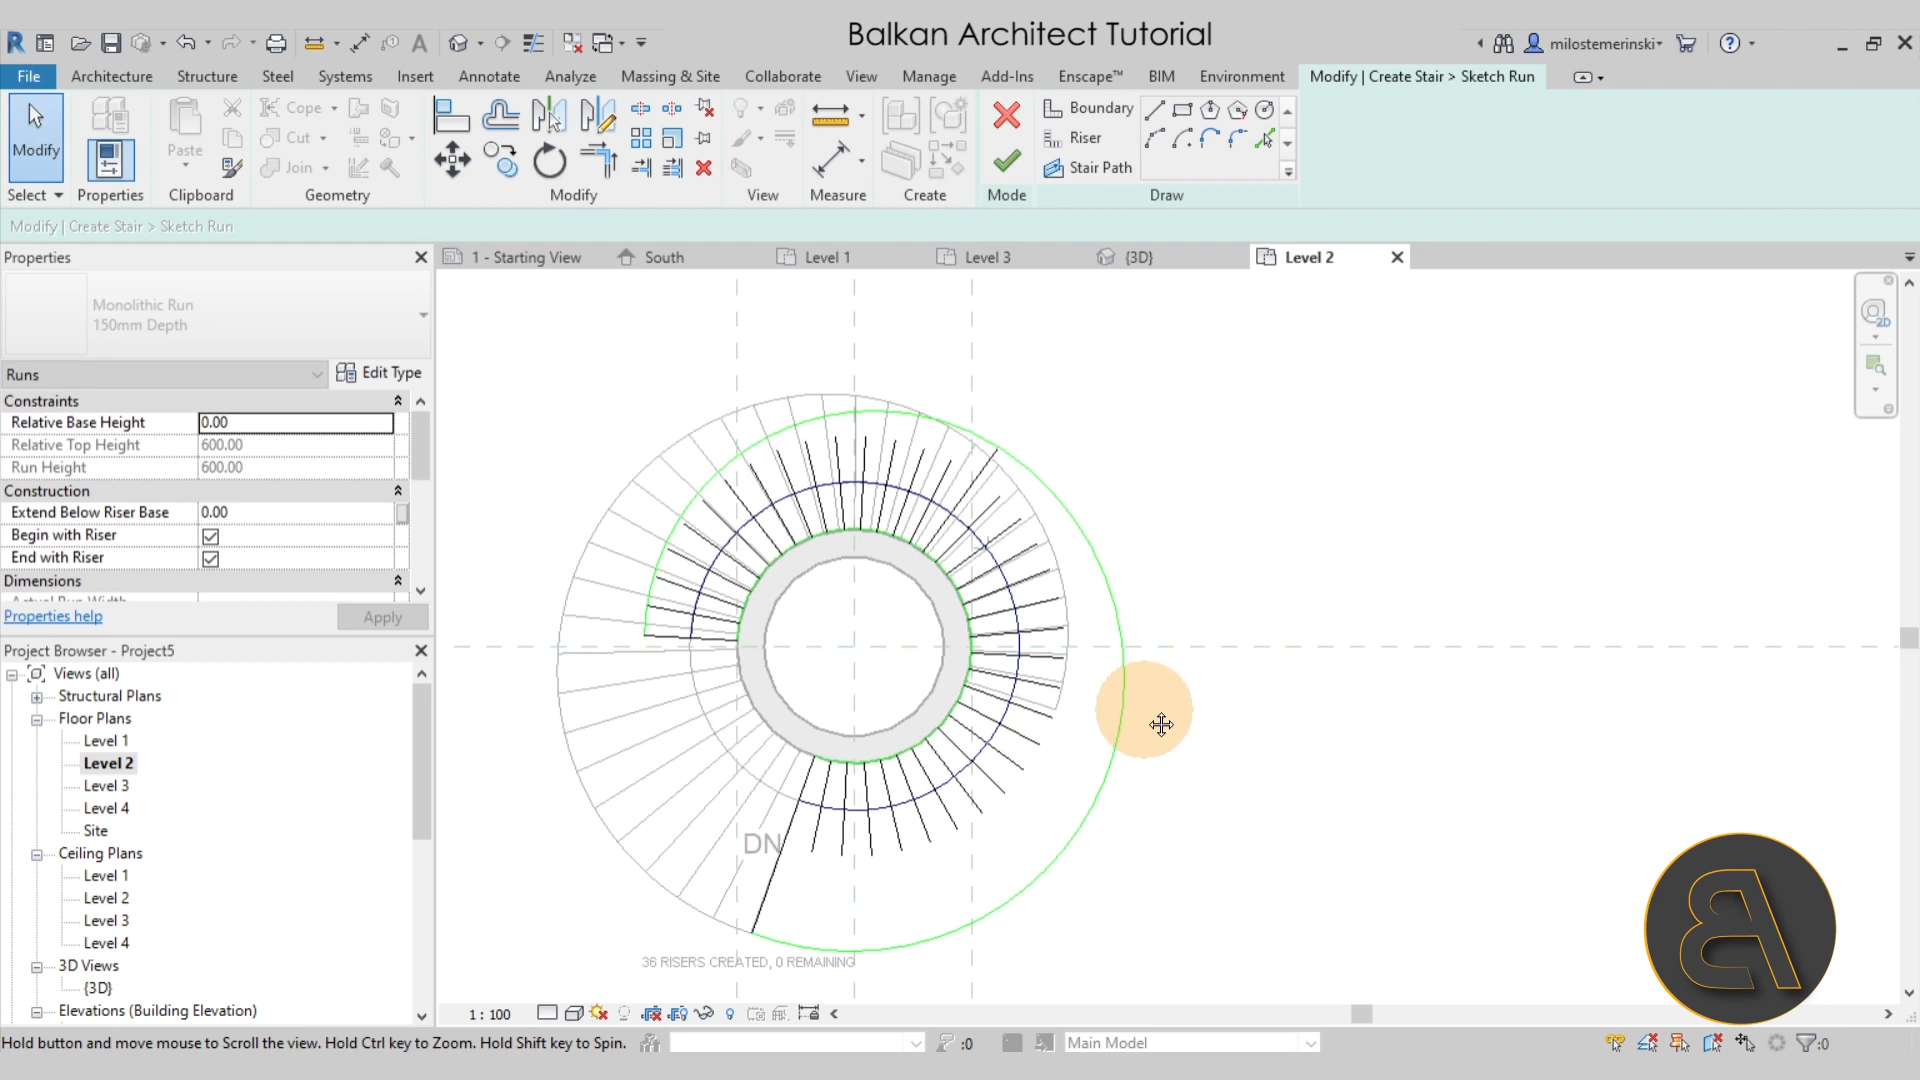 Balkan Architect Tutorial
milostemerinski
File Architecture Structure Steel Systems Insert Annotate Analyze Massing & Site Collaborate View Manage Add-Ins Enscape™ BIM Environment Modify | Create Stair > Sketch Run
Modify
Paste
Cope
Cut
Join
Boundary
Riser
Stair Path
Select Properties Clipboard Geometry Modify View Measure Create Mode Draw
Modify | Create Stair > Sketch Run
Properties
1 - Starting View South Level 1 Level 3 {3D} Level 2
Monolithic Run
150mm Depth
Runs
Edit Type
Constraints
Relative Base Height 0.00
Relative Top Height 600.00
Run Height 600.00
Construction
Extend Below Riser Base 0.00
Begin with Riser
End with Riser
Dimensions
Actual Run Width
Properties help
Apply
2D
DN
36 RISERS CREATED, 0 REMAINING
Project Browser - Project5
Views (all)
Structural Plans
Floor Plans
Level 1
Level 2
Level 3
Level 4
Site
Ceiling Plans
Level 1
Level 2
Level 3
Level 4
3D Views
{3D}
Elevations (Building Elevation)
1 : 100
Hold button and move mouse to Scroll the view. Hold Ctrl key to Zoom. Hold Shift key to Spin.
:0
Main Model
:0